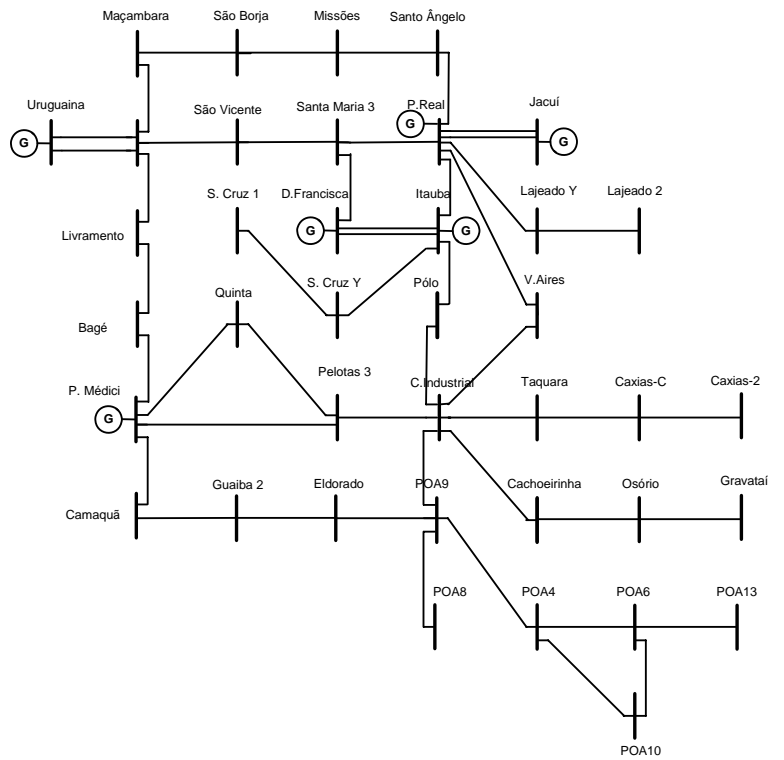 Maçambara
São Borja
Missões
Santo Ângelo
Uruguaina
São Vicente
Santa Maria 3
P.Real
Jacuí
G
G
G
S. Cruz 1
D.Francisca
Itauba
Lajeado Y
Lajeado 2
G
G
Livramento
Quinta
S. Cruz Y
Pólo
V.Aires
Bagé
Pelotas 3
P. Médici
C.Industrial
Taquara
Caxias-C
Caxias-2
G
Camaquã
Guaiba 2
Eldorado
POA9
Cachoeirinha
Osório
Gravataí
POA8
POA4
POA6
POA13
POA10